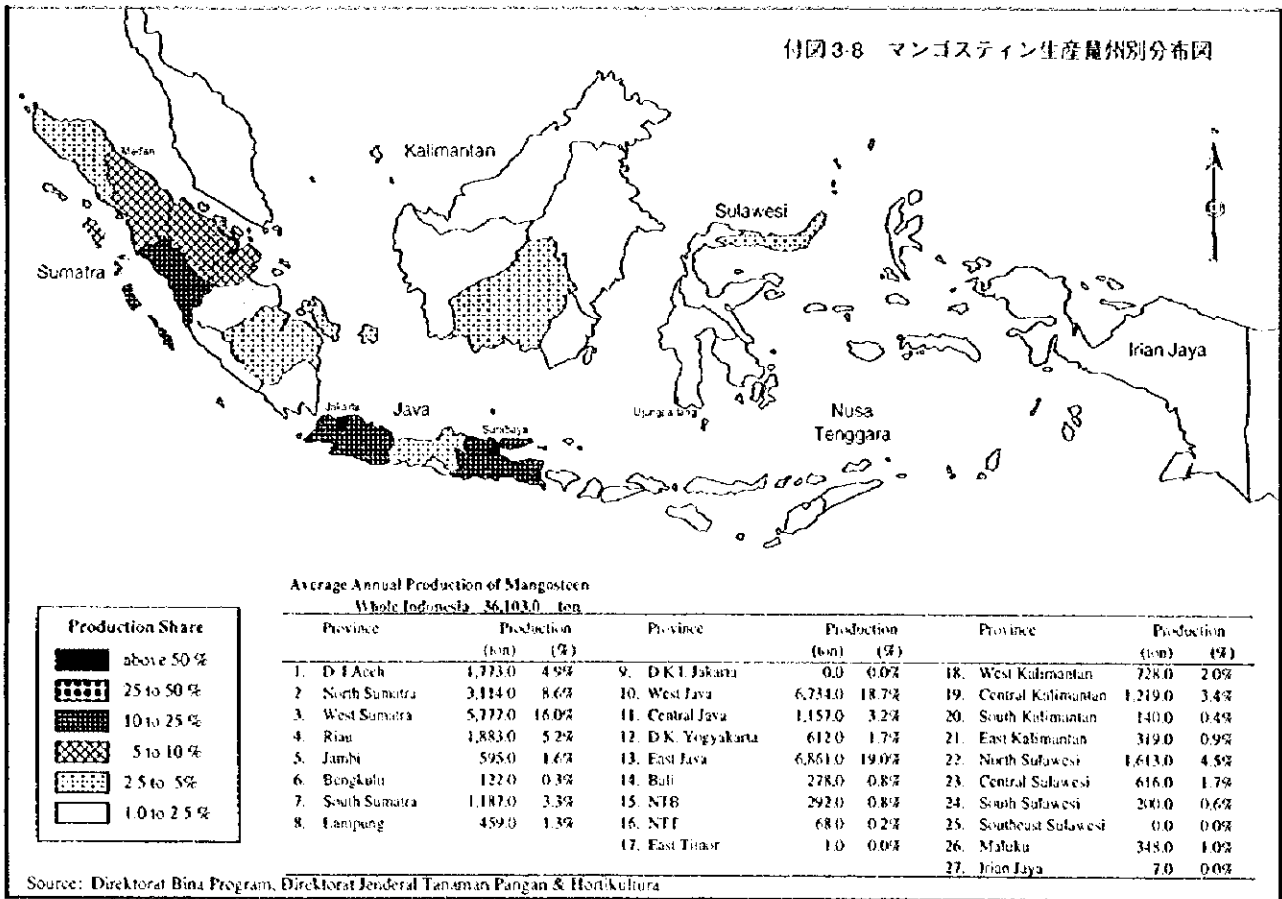 付図3-8 マンゴスティン生産量州別分布図
Medan
Kalimantan
Sulawesi
Sumatra
Irian Jaya
Jakarta
Java
Surabaya
Nusa
Tenggara
Average Annual Production of Mangosteen
Whole Indonesia 36,103.0 ton
Production Share
above 50 %
25 to 50 %
10 to 25 %
5 to 10 %
2.5 to 5%
1.0 to 2.5 %
Province Production Province Production Province Production
(ton) (%) (ton) (%) (ton) (%)
1. D I Aceh 1,773.0 4.9% 9. D K I Jakarta 0.0 0.0% 18. West Kalimantan 728.0 2.0%
2 North Sumatra 3,114.0 8.6% 10. West Java 6,734.0 18.7% 19. Central Kalimantan 1,219.0 3.4%
3. West Sumatra 5,777.0 16.0% 11. Central Java 1,157.0 3.2% 20. South Kalimantan 140.0 0.4%
4. Riau 1,883.0 5.2% 12. D.K. Yogyakarta 612.0 1.7% 21. East Kalimantan 319.0 0.9%
5. Jambi 595.0 1.6% 13. East Java 6,861.0 19.0% 22. North Sulawesi 1,613.0 4.5%
6. Bengkulu 122.0 0.3% 14. Bali 278.0 0.8% 23. Central Sulawesi 616.0 1.7%
7. South Sumatra 1,187.0 3.3% 15. NTB 292.0 0.8% 24. South Sulawesi 200.0 0.6%
8. Lampung 459.0 1.3% 16. NTT 68.0 0.2% 25. Southeast Sulawesi 0.0 0.0%
17. East Timor 1.0 0.0% 26. Maluku 348.0 1.0%
27. Irian Jaya 7.0 0.0%
Source: Direktorat Bina Program, Direktorat Jenderal Tanaman Pangan & Hortikultura